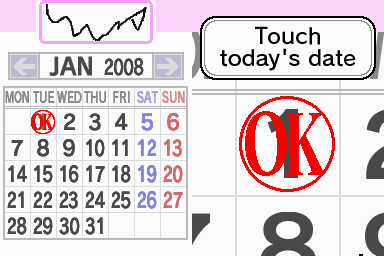 JAN 2008
MON TUE WED THU FRI SAT SUN
OK 2 3 4 5 6
7 8 9 10 11 12 13
14 15 16 17 18 19 20
21 22 23 24 25 26 27
28 29 30 31
Touch
today's date
1 OK
8